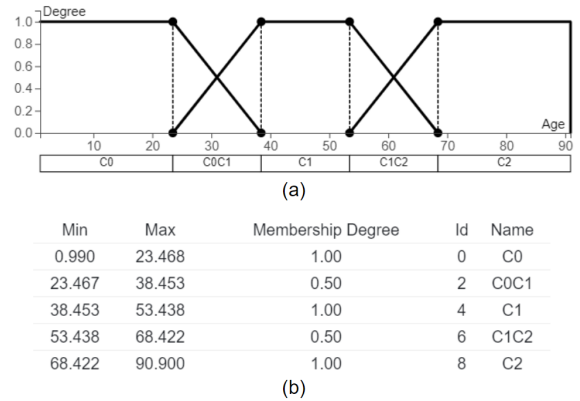 Degree
1.0
0.8
0.6
0.4
0.2
0.0
Age
10 20 30 40 50 60 70 80 90
C0 C0C1 C1 C1C2 C2
(a)
Min Max Membership Degree Id Name
0.990 23.468 1.00 0 C0
23.467 38.453 0.50 2 C0C1
38.453 53.438 1.00 4 C1
53.438 68.422 0.50 6 C1C2
68.422 90.900 1.00 8 C2
(b)